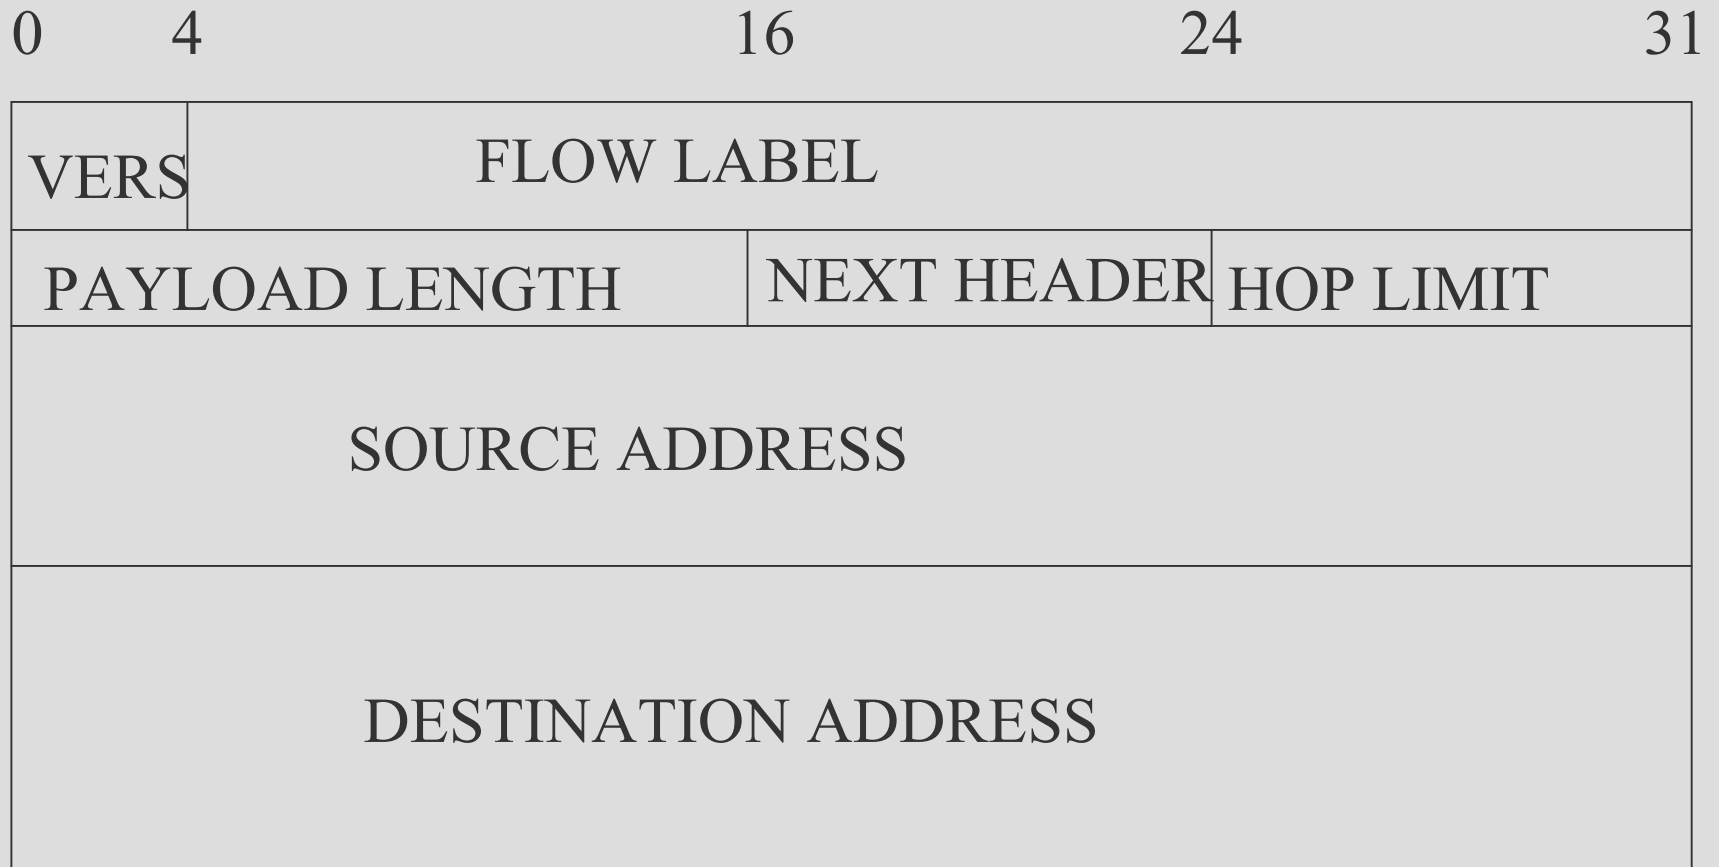 0 4 16 24 31
VERS FLOW LABEL
PAYLOAD LENGTH NEXT HEADER HOP LIMIT
SOURCE ADDRESS
DESTINATION ADDRESS